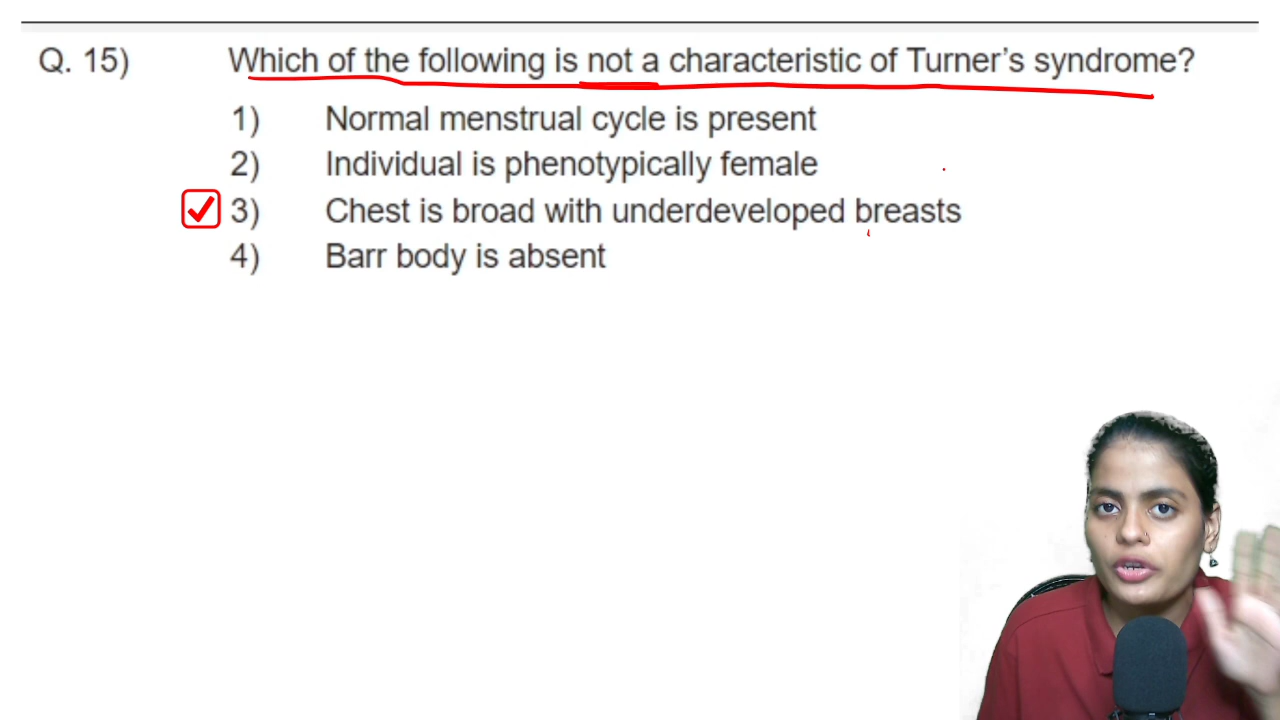 Q. 15) Which of the following is not a characteristic of Turner's syndrome?
1) Normal menstrual cycle is present
2) Individual is phenotypically female
3) Chest is broad with underdeveloped breasts
4) Barr body is absent